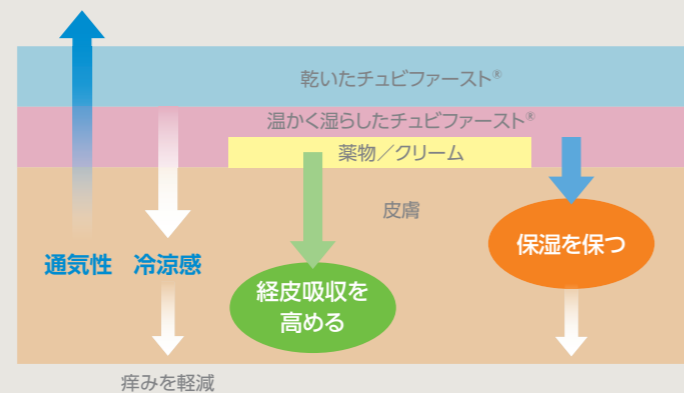 乾いたチュビファースト®
温かく湿らしたチュビファースト®
薬物／クリーム
皮膚
通気性
冷涼感
保湿を保つ
経皮吸収を
高める
痒みを軽減